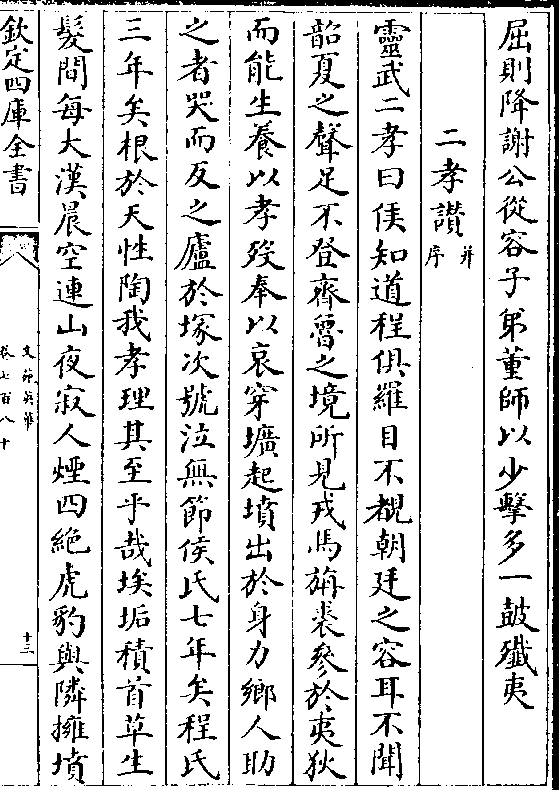 屈則降謝公從容子弟董師以少擊多一鼓殲夷
二孝讚并序
靈武二孝曰侯知道程俱羅目不覩朝廷之容耳不聞
韶夏之聲足不登齊魯之境所見戎馬旃裘參於夷狄
而能生養以孝殁奉以哀穿壙起墳出於身力鄉人助
之者哭而反之廬於塚次號泣無節侯氏七年矣程氏
三年矣根於天性陶我孝理其至乎哉埃垢積首草生
髮間每大漠晨空連山夜寂人煙四絶虎豹與隣擁墳
欽定四庫全書
文苑英華
卷七百八十
十三